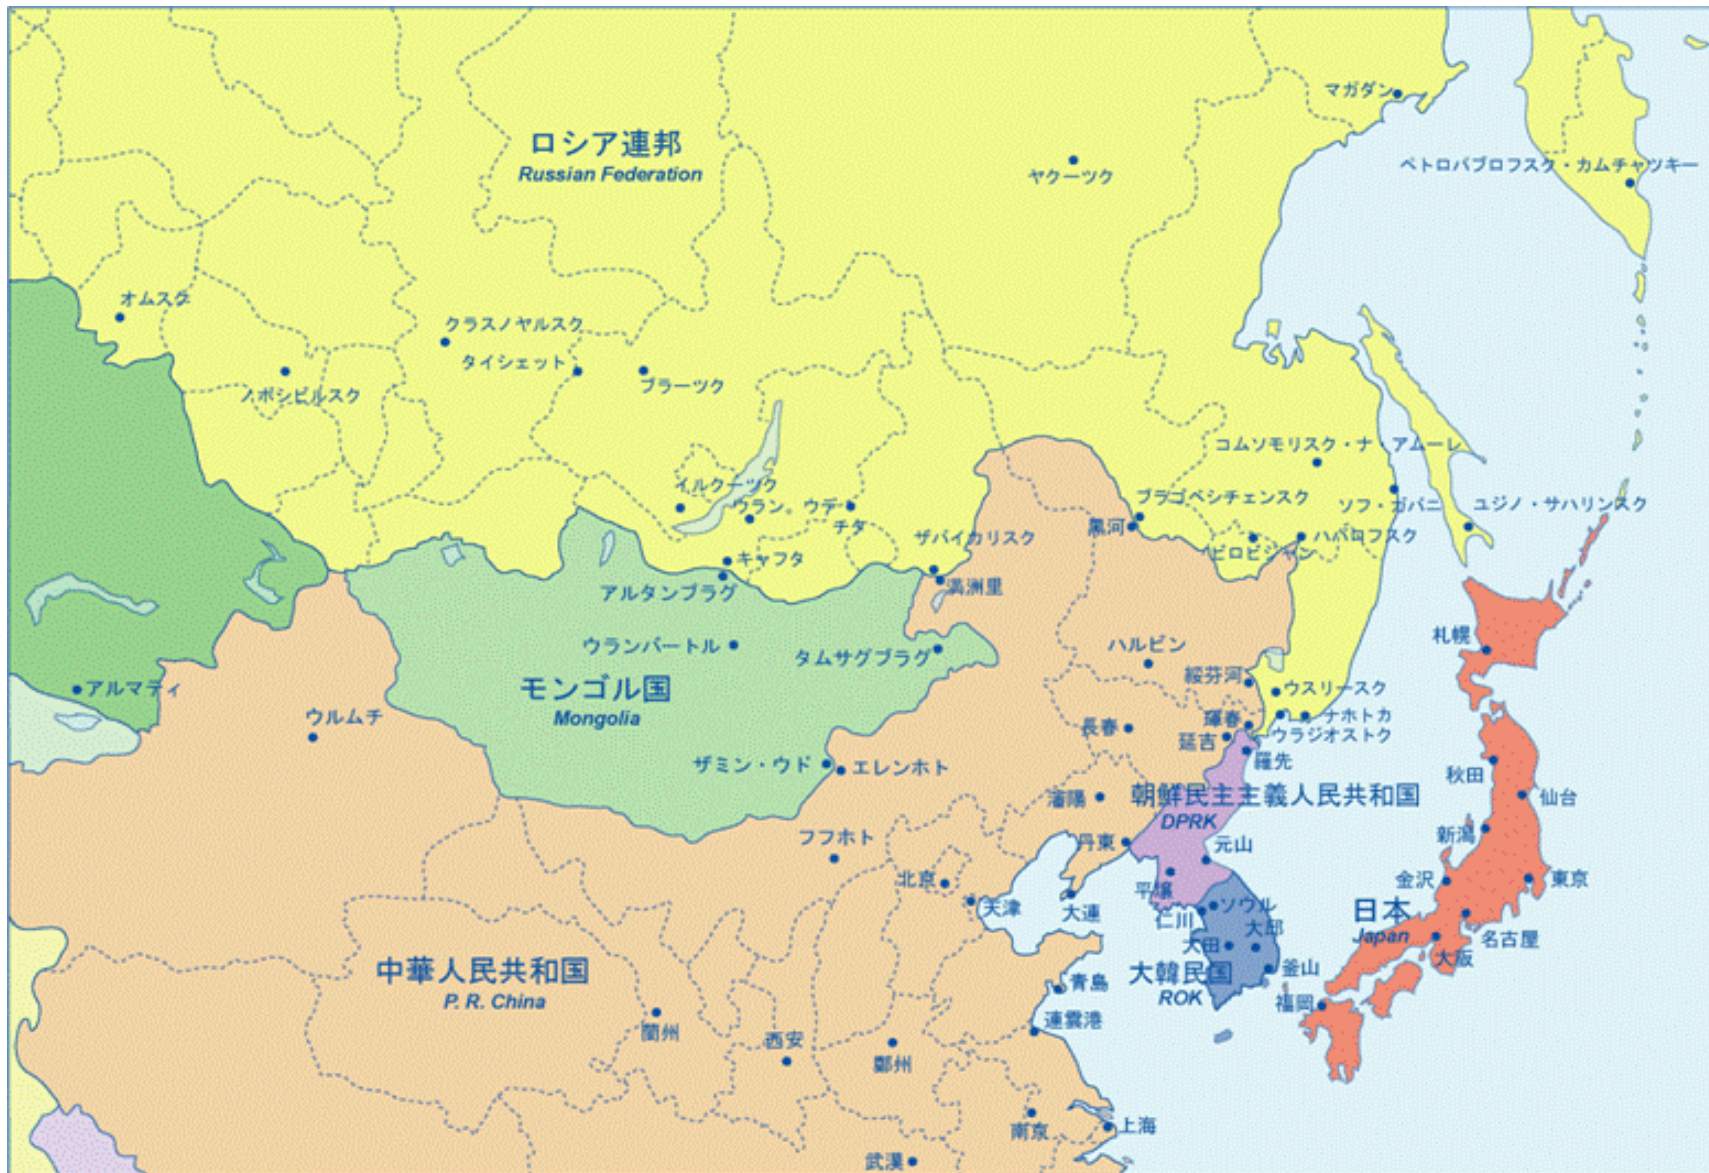 マガダン
ロシア連邦
Russian Federation
ヤクーツク
ペトロパブロフスク・カムチャツキー
オムスク
クラスノヤルスク
タイシェット
ブラーツク
ノボシビルスク
コムソモリスク・ナ・アムーレ
イルクーツク
ウラン。ウデ
チタ
ブラゴベシチェンスク
ソフ・ガバニ
ユジノ・サハリンスク
黒河
ザバイカリスク
ビロビジャン
ハバロフスク
キャフタ
アルタンブラグ
満洲里
ウランバートル
タムサグブラグ
ハルビン
札幌
モンゴル国
Mongolia
アルマティ
綏芬河
ウスリースク
ウルムチ
長春
琿春
ナホトカ
延吉
ウラジオストク
羅先
ザミン・ウド
エレンホト
秋田
瀋陽
朝鮮民主主義人民共和国
DPRK
仙台
フフホト
丹東
元山
新潟
北京
平壌
金沢
東京
天津
大連
仁川
ソウル
日本
Japan
大田
大邱
名古屋
大阪
中華人民共和国
P. R. China
青島
大韓民国
ROK
釜山
福岡
連雲港
蘭州
西安
鄭州
南京
上海
武漢